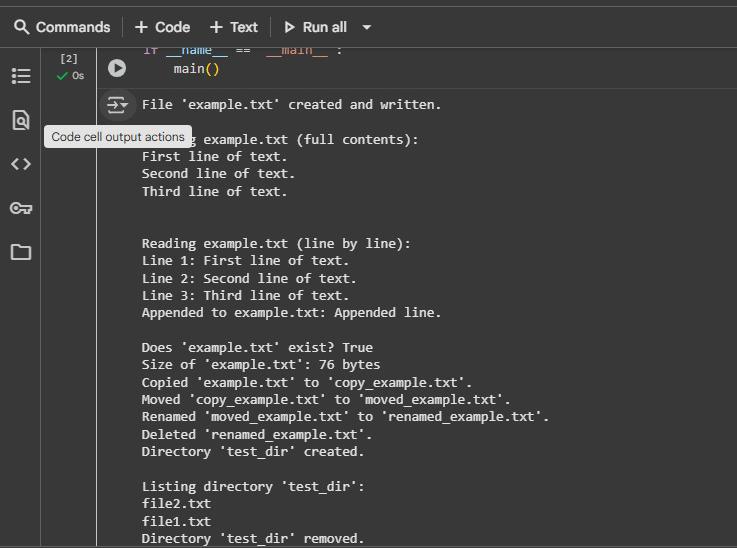 Commands + Code + Text Run all
[2]
if __name__ == "__main__":
0s
main()
File 'example.txt' created and written.
Code cell output actions
g example.txt (full contents):
First line of text.
Second line of text.
Third line of text.
Reading example.txt (line by line):
Line 1: First line of text.
Line 2: Second line of text.
Line 3: Third line of text.
Appended to example.txt: Appended line.
Does 'example.txt' exist? True
Size of 'example.txt': 76 bytes
Copied 'example.txt' to 'copy_example.txt'.
Moved 'copy_example.txt' to 'moved_example.txt'.
Renamed 'moved_example.txt' to 'renamed_example.txt'.
Deleted 'renamed_example.txt'.
Directory 'test_dir' created.
Listing directory 'test_dir':
file2.txt
file1.txt
Directory 'test_dir' removed.